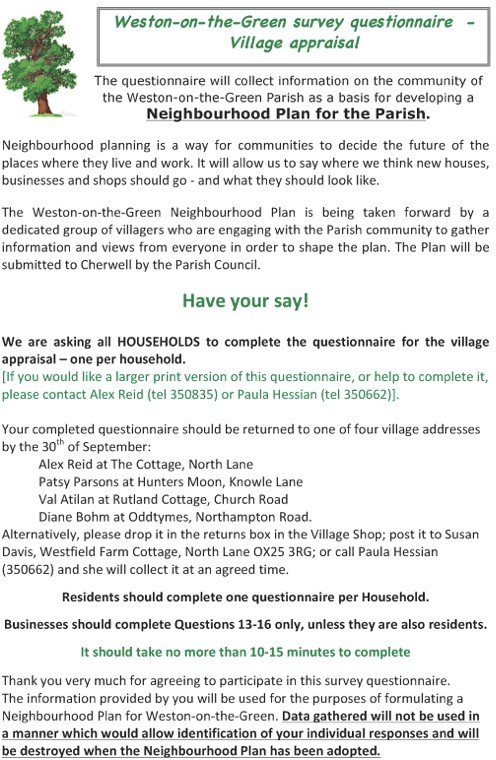 Weston-on-the-Green survey questionnaire  -
Village appraisal
The questionnaire will collect information on the community of
the Weston-on-the-Green Parish as a basis for developing a
Neighbourhood Plan for the Parish.
Neighbourhood planning is a way for communities to decide the future of the
places where they live and work. It will allow us to say where we think new houses,
businesses and shops should go - and what they should look like.
The Weston-on-the-Green Neighbourhood Plan is being taken forward by a
dedicated group of villagers who are engaging with the Parish community to gather
information and views from everyone in order to shape the plan. The Plan will be
submitted to Cherwell by the Parish Council.
Have your say!
We are asking all HOUSEHOLDS to complete the questionnaire for the village
appraisal – one per household.
[If you would like a larger print version of this questionnaire, or help to complete it,
please contact Alex Reid (tel 350835) or Paula Hessian (tel 350662)].
Your completed questionnaire should be returned to one of four village addresses
by the 30th of September:
Alex Reid at The Cottage, North Lane
Patsy Parsons at Hunters Moon, Knowle Lane
Val Atilan at Rutland Cottage, Church Road
Diane Bohm at Oddtymes, Northampton Road.
Alternatively, please drop it in the returns box in the Village Shop; post it to Susan
Davis, Westfield Farm Cottage, North Lane OX25 3RG; or call Paula Hessian
(350662) and she will collect it at an agreed time.
Residents should complete one questionnaire per Household.
Businesses should complete Questions 13-16 only, unless they are also residents.
It should take no more than 10-15 minutes to complete
Thank you very much for agreeing to participate in this survey questionnaire.
The information provided by you will be used for the purposes of formulating a
Neighbourhood Plan for Weston-on-the-Green. Data gathered will not be used in
a manner which would allow identification of your individual responses and will
be destroyed when the Neighbourhood Plan has been adopted.